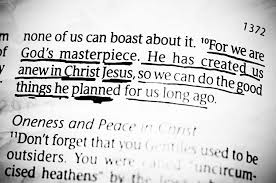 1372
none of us can boast about it. ¹⁰For we are
of God's masterpiece. He has created us
anew in Christ Jesus, so we can do the good
things he planned for us long ago.
Oneness and Peace in Christ
¹¹Don't forget that you Gentiles used to be
outsiders. You were called "uncircum-
cised heathens" by the